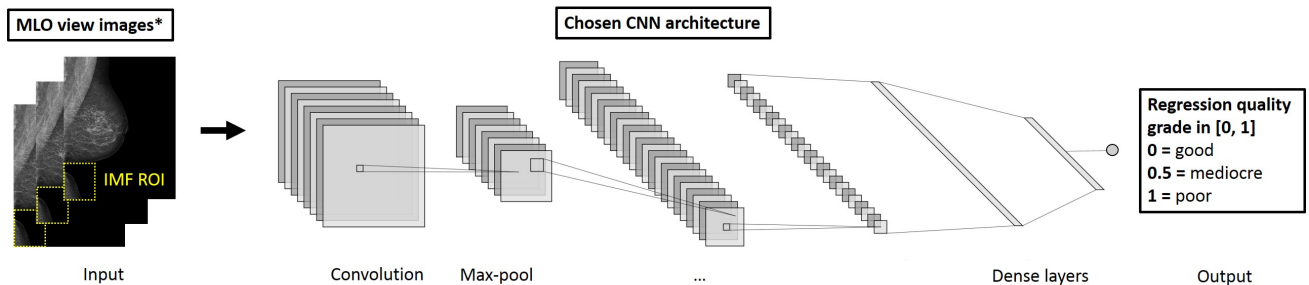 MLO view images*
Chosen CNN architecture
IMF ROI
Regression quality
grade in [0, 1]
0 = good
0.5 = mediocre
1 = poor
Input
Convolution
Max-pool
...
Dense layers
Output